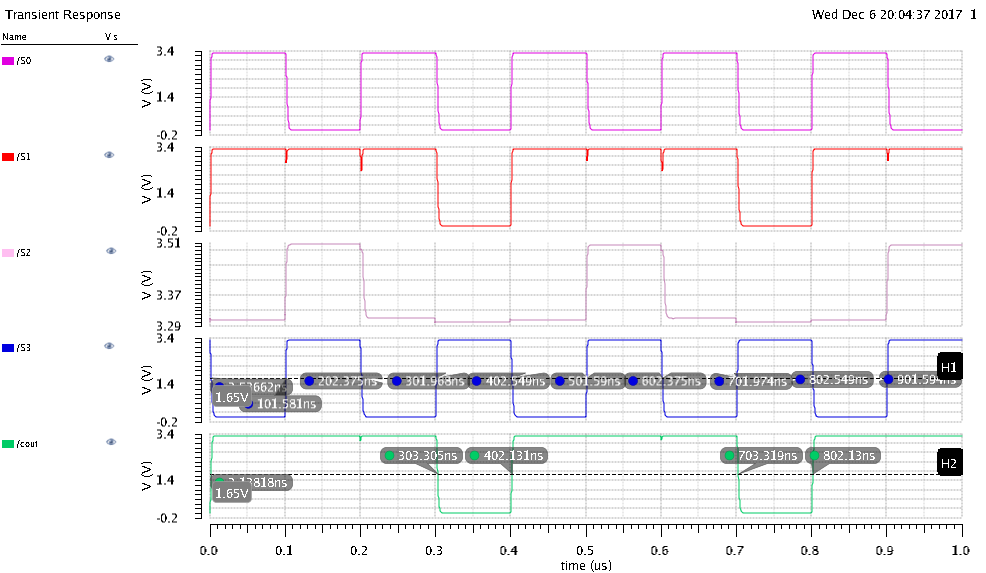 Transient Response
Wed Dec 6 20:04:37 2017 1
Name
V s
/S0
3.4
1.4
-0.2
V (V)
/S1
3.4
1.4
-0.2
V (V)
/S2
3.51
3.37
3.29
V (V)
/S3
3.4
1.4
-0.2
V (V)
1.65V
101.581ns
202.375ns
301.968ns
402.549ns
501.59ns
602.375ns
701.974ns
802.549ns
H1
/cout
3.4
1.4
-0.2
V (V)
1.65V
303.305ns
402.131ns
703.319ns
802.13ns
H2
0.0 0.1 0.2 0.3 0.4 0.5 0.6 0.7 0.8 0.9 1.0
time (us)